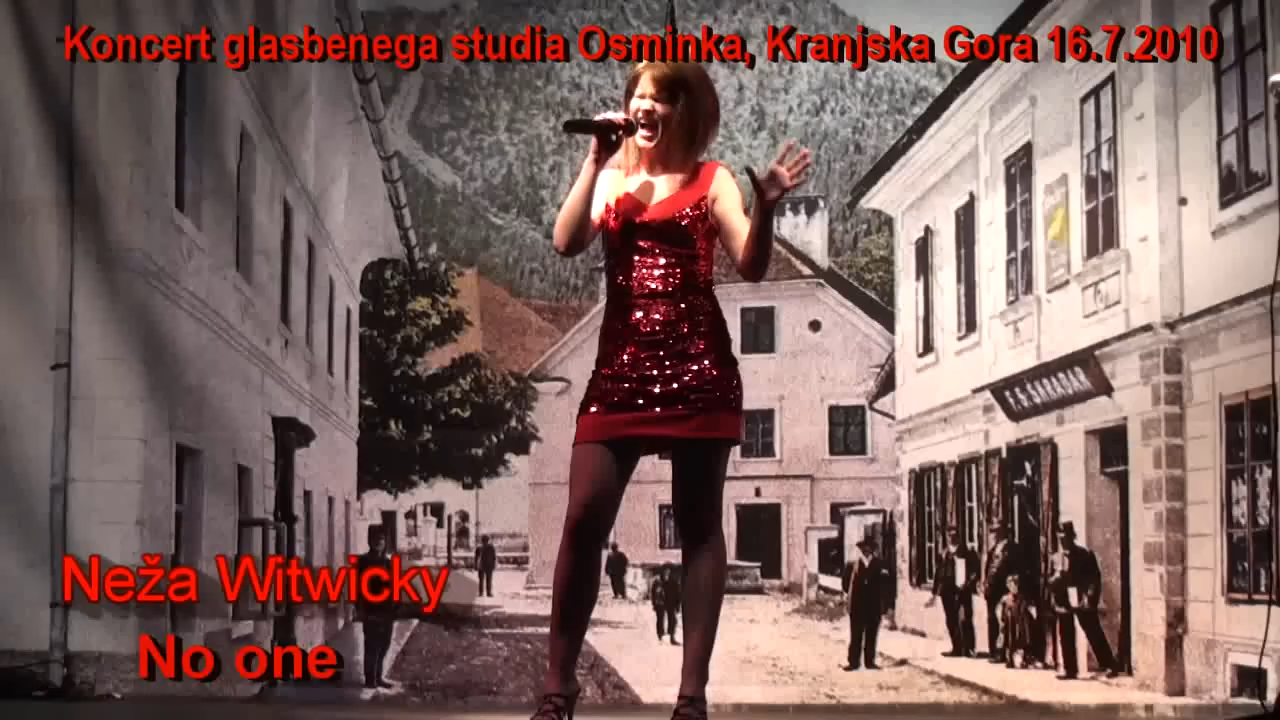 Koncert glasbenega studia Osminka, Kranjska Gora 16.7.2010
Neža Witwicky
No one